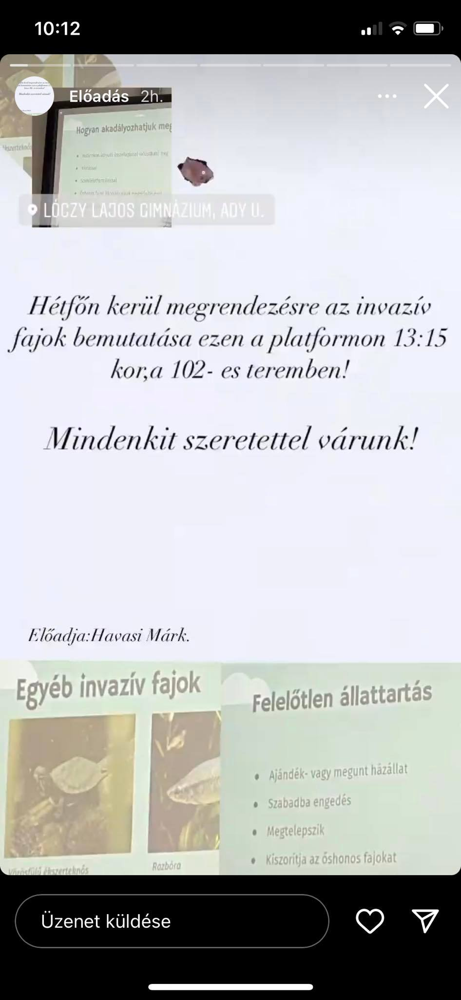 10:12
Előadás 2h.
Hogyan akadályozhatjuk meg
LÓCZY LAJOS GIMNÁZIUM, ADY U.
Hétfőn kerül megrendezésre az invazív
fajok bemutatása ezen a platformon 13:15
kor,a 102- es teremben!
Mindenkit szeretettel várunk!
Előadja:Havasi Márk.
Egyéb invazív fajok
Vörösfülű ékszerteknős
Razbóra
Felelőtlen állattartás
Ajándék- vagy megunt házállat
Szabadba engedés
Megtelepszik
Kiszorítja az őshonos fajokat
Üzenet küldése